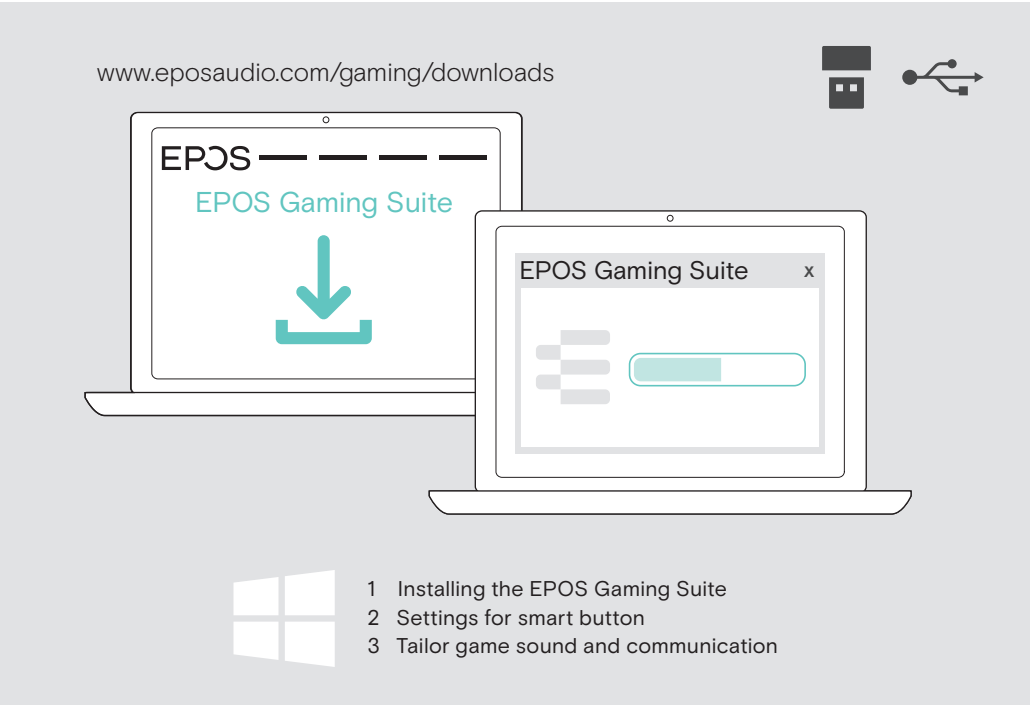 www.eposaudio.com/gaming/downloads
EPOS
EPOS Gaming Suite
EPOS Gaming Suite x
1 Installing the EPOS Gaming Suite
2 Settings for smart button
3 Tailor game sound and communication